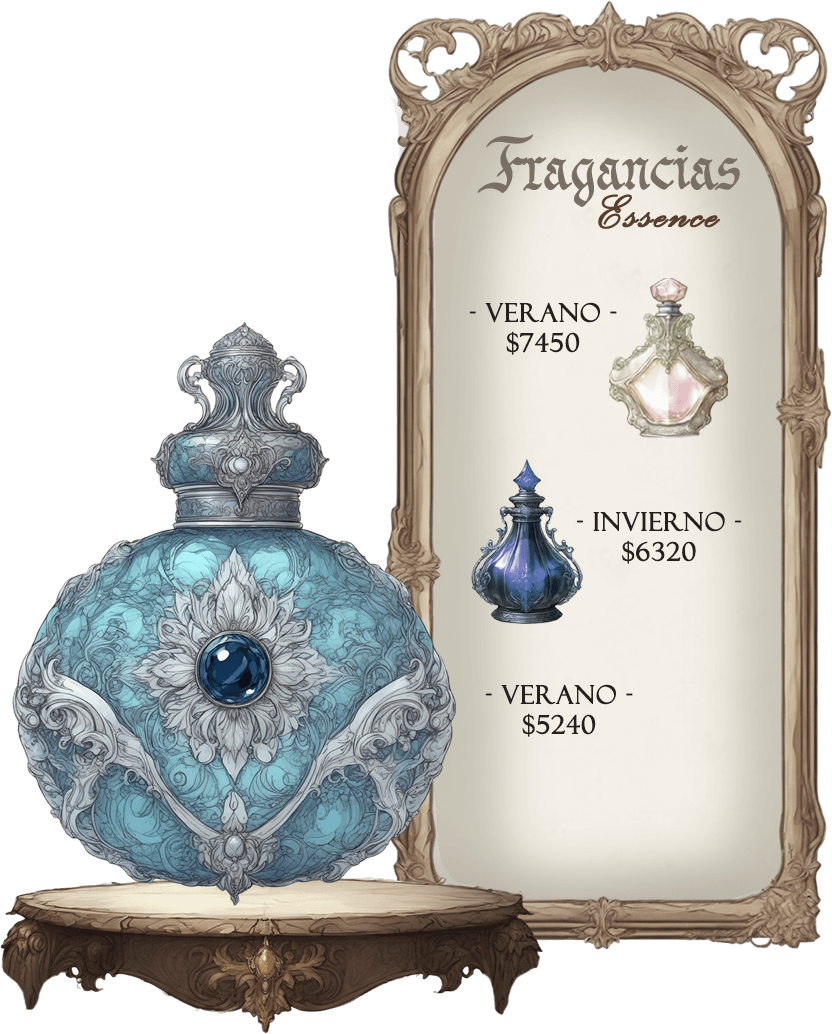 Fragancias
Essence
- VERANO -
$7450
- INVIERNO -
$6320
- VERANO -
$5240